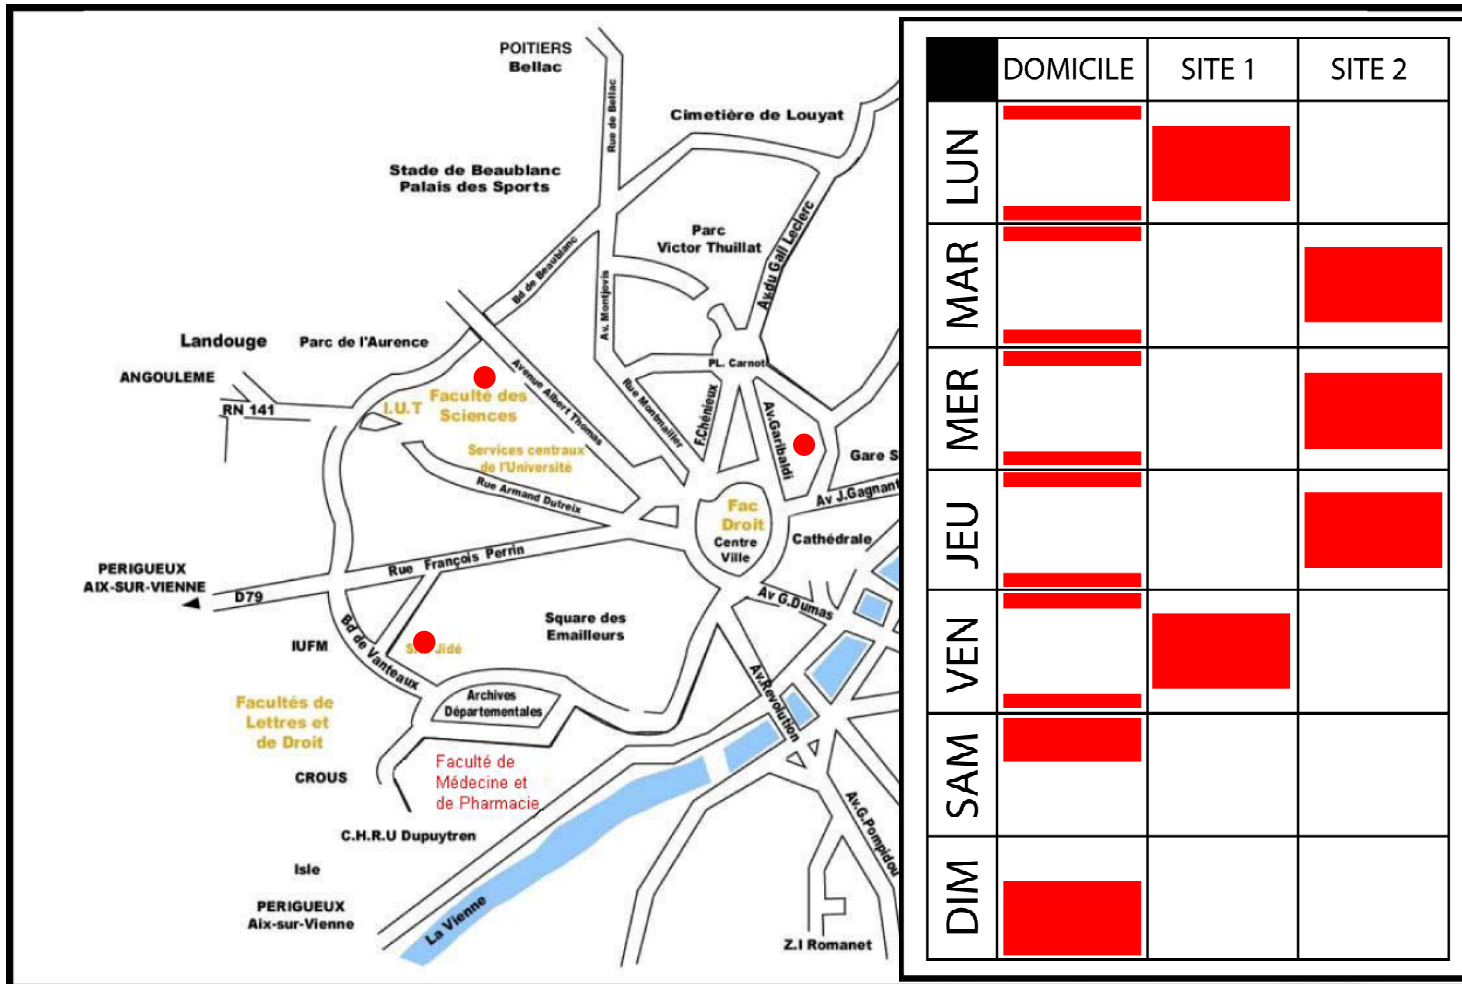 POITIERS
Bellac
Rue de Bellac
Cimetière de Louyat
Stade de Beaublanc
Palais des Sports
Parc
Victor Thuillat
Av.du Gall Leclerc
Bd de Beaublanc
Av. Montjovis
Landouge
Parc de l'Aurence
ANGOULEME
RN 141
I.U.T
Faculté des
Sciences
Avenue Albert Thomas
Rue Montmailler
PL. Carnot
F.Chénieux
Av.Garibaldi
Gare S
Services centraux
de l'Université
Rue Armand Dutreix
Av J.Gagnant
Fac
Droit
Centre
Ville
Cathédrale
Rue François Perrin
PERIGUEUX
AIX-SUR-VIENNE
D79
Av G.Dumas
Square des
Emailleurs
IUFM
Bd de Vanteaux
Jidé
Av.Revolution
Archives
Départementales
Facultés de
Lettres et
de Droit
CROUS
Faculté de
Médecine et
de Pharmacie
Av.G.Pompidou
C.H.R.U Dupuytren
Isle
PERIGUEUX
Aix-sur-Vienne
La Vienne
Z.I Romanet
DOMICILE SITE 1 SITE 2
LUN
MAR
MER
JEU
VEN
SAM
DIM